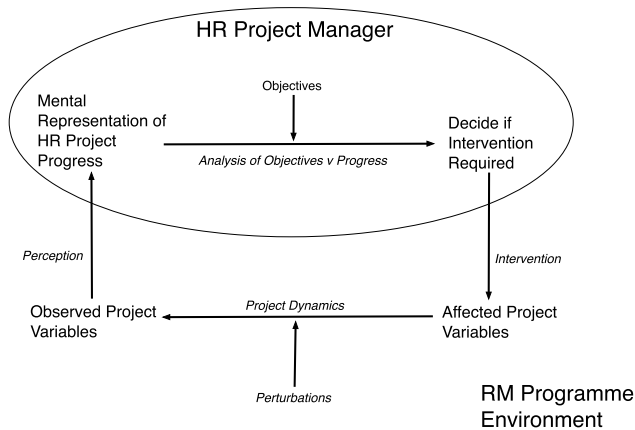 HR Project Manager
Objectives
Mental
Representation of
HR Project
Progress
Analysis of Objectives v Progress
Decide if
Intervention
Required
Perception
Intervention
Observed Project
Variables
Project Dynamics
Affected Project
Variables
Perturbations
RM Programme
Environment